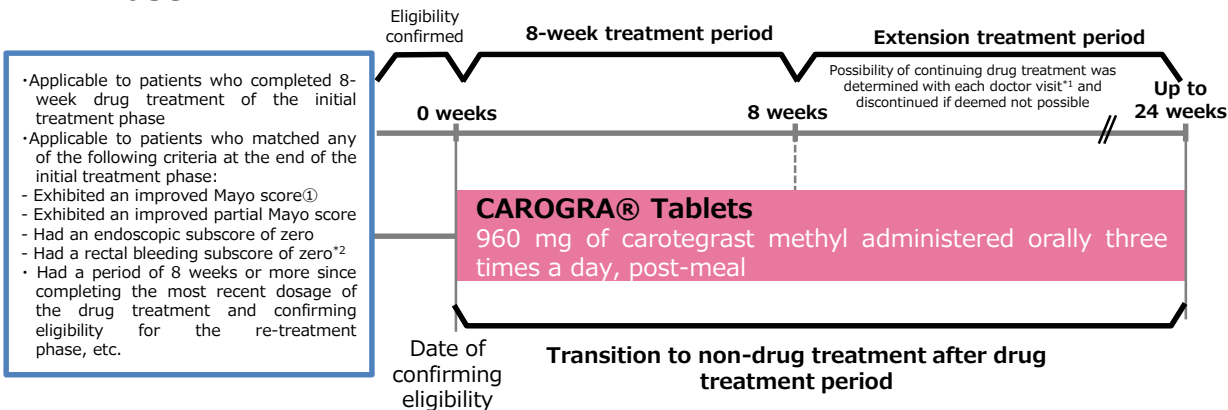 Eligibility
confirmed
8-week treatment period
Extension treatment period
Possibility of continuing drug treatment was
determined with each doctor visit*1 and
discontinued if deemed not possible
0 weeks
8 weeks
Up to
24 weeks
・Applicable to patients who completed 8-
week drug treatment of the initial
treatment phase
・Applicable to patients who matched any
of the following criteria at the end of the
initial treatment phase:
- Exhibited an improved Mayo score①
- Exhibited an improved partial Mayo score
- Had an endoscopic subscore of zero
- Had a rectal bleeding subscore of zero*2
・ Had a period of 8 weeks or more since
completing the most recent dosage of
the drug treatment and confirming
eligibility for the re-treatment
phase, etc.
CAROGRA® Tablets
960 mg of carotegrast methyl administered orally three
times a day, post-meal
Date of
confirming
eligibility
Transition to non-drug treatment after drug
treatment period